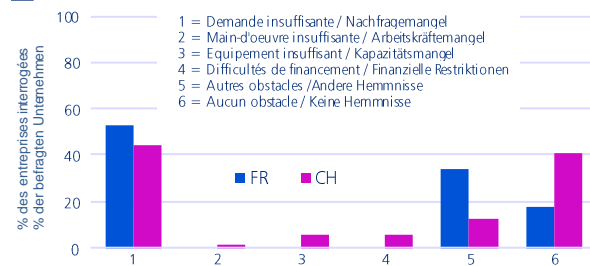 % des entreprises interrogées
% der befragten Unternehmen
100
80
60
40
20
0
1 = Demande insuffisante / Nachfragemangel
2 = Main-d'oeuvre insuffisante / Arbeitskräftemangel
3 = Equipement insuffisant / Kapazitätsmangel
4 = Difficultés de financement / Finanzielle Restriktionen
5 = Autres obstacles /Andere Hemmnisse
6 = Aucun obstacle / Keine Hemmnisse
FR CH
1 2 3 4 5 6